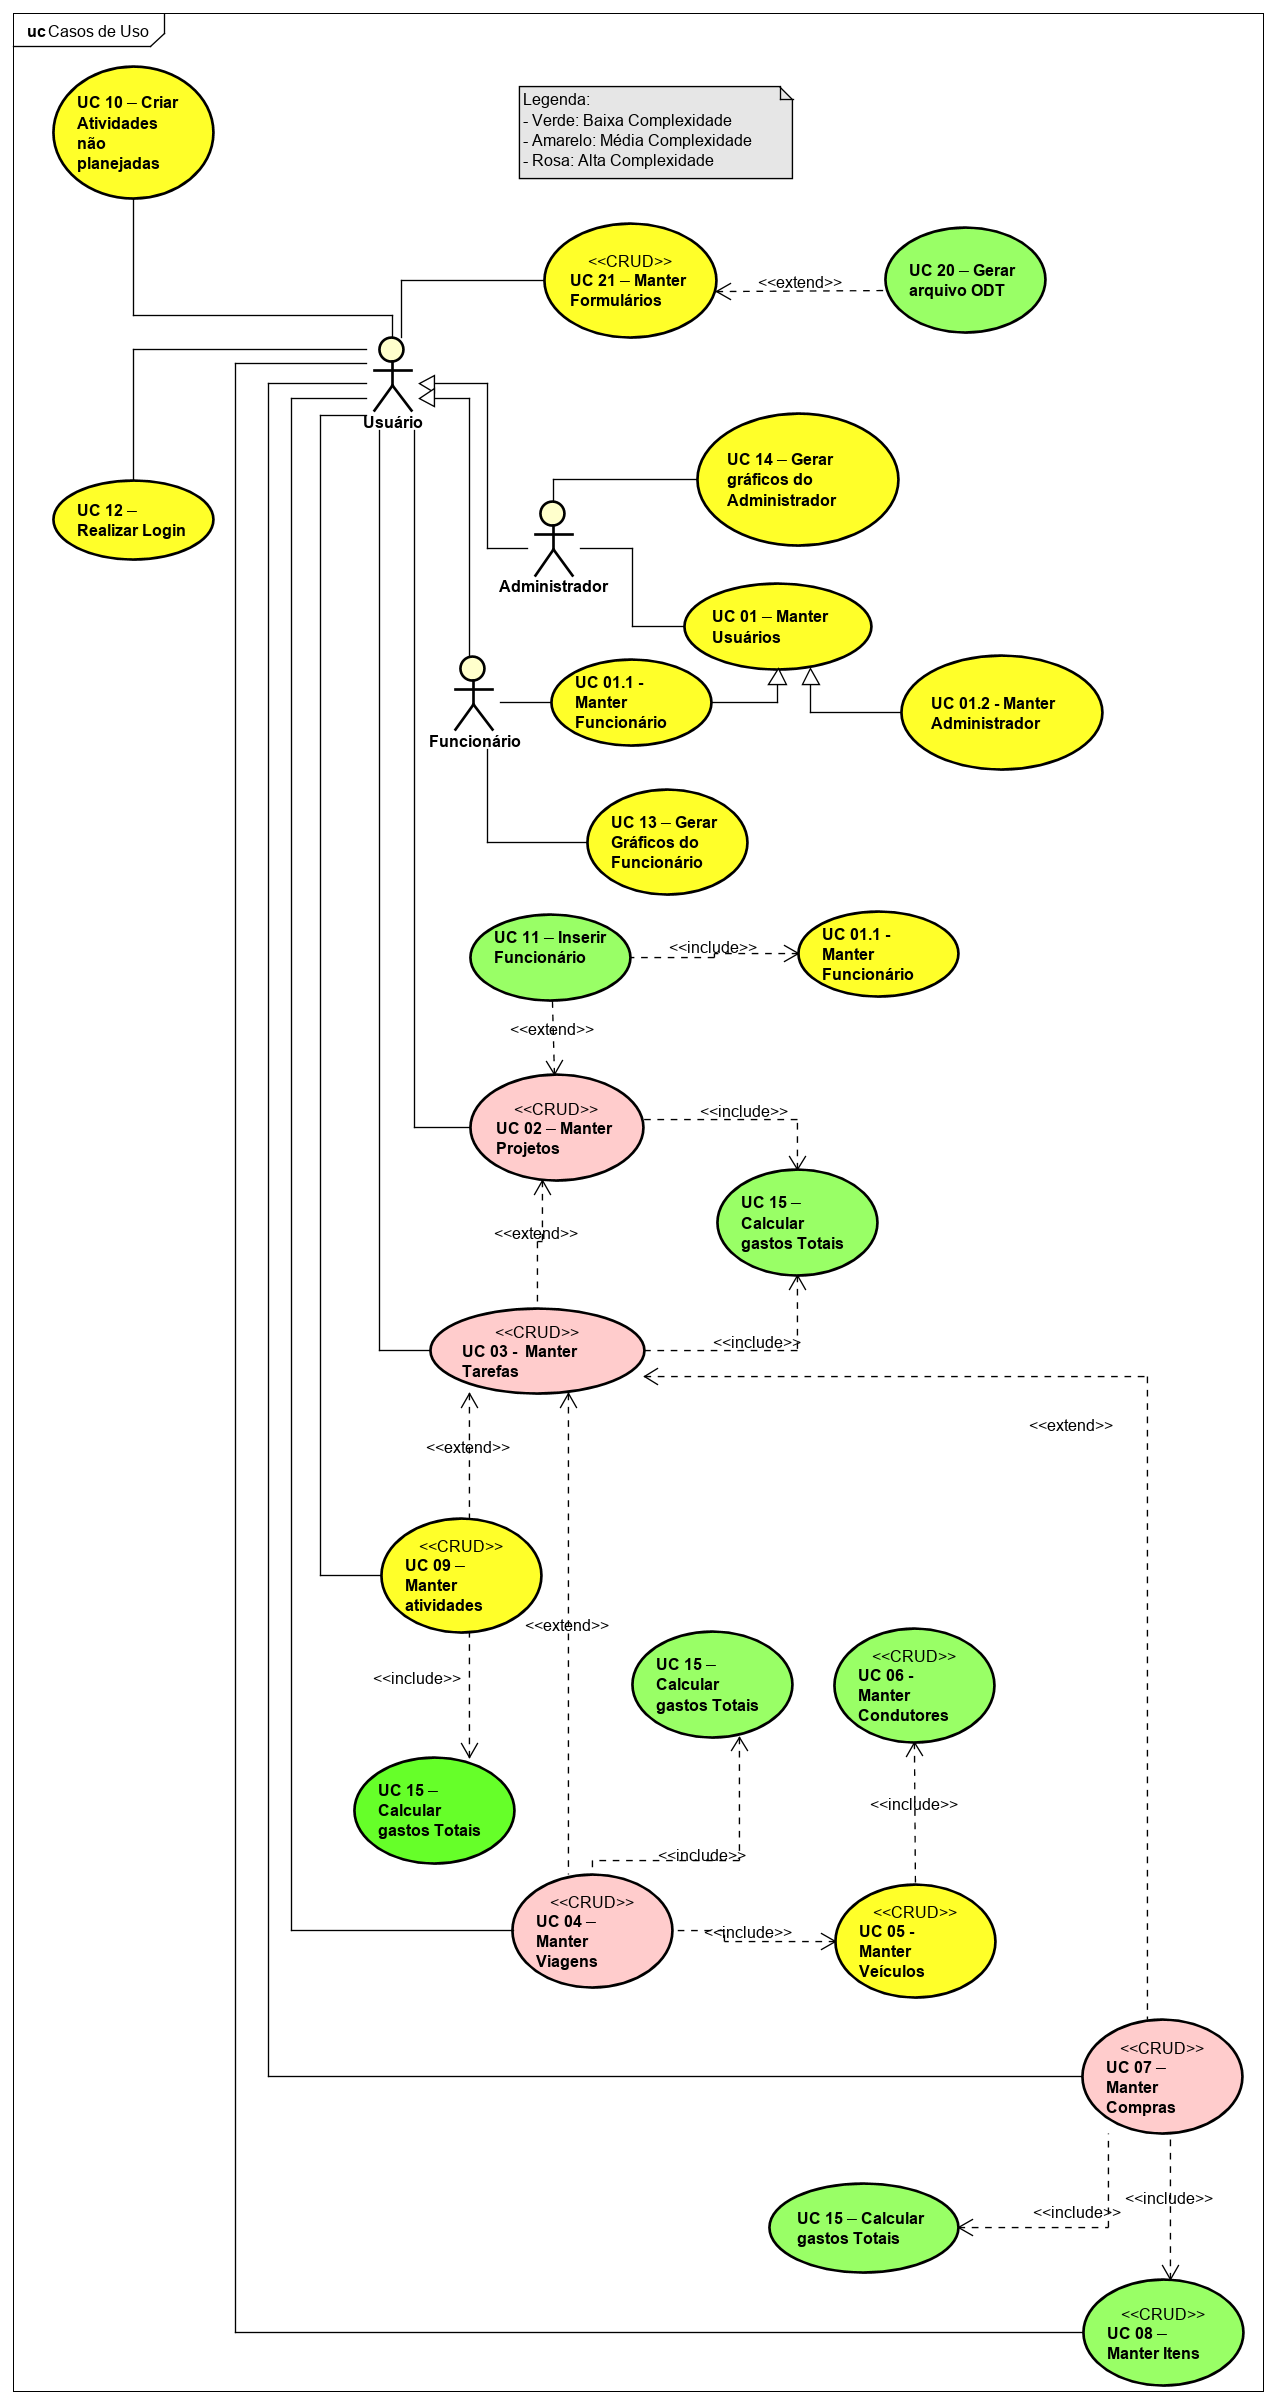 uc Casos de Uso
UC 10 – Criar
Atividades
não
planejadas
Legenda:
- Verde: Baixa Complexidade
- Amarelo: Média Complexidade
- Rosa: Alta Complexidade
<<CRUD>>
UC 21 – Manter
Formulários
<<extend>>
UC 20 – Gerar
arquivo ODT
Usuário
UC 12 –
Realizar Login
UC 14 – Gerar
gráficos do
Administrador
Administrador
UC 01 – Manter
Usuários
Funcionário
UC 01.1 -
Manter
Funcionário
UC 01.2 - Manter
Administrador
UC 13 – Gerar
Gráficos do
Funcionário
UC 11 – Inserir
Funcionário
<<include>>
UC 01.1 -
Manter
Funcionário
<<extend>>
<<CRUD>>
UC 02 – Manter
Projetos
<<include>>
UC 15 –
Calcular
gastos Totais
<<extend>>
<<CRUD>>
UC 03 -  Manter
Tarefas
<<include>>
<<extend>>
<<extend>>
<<CRUD>>
UC 09 –
Manter
atividades
<<extend>>
<<include>>
UC 15 –
Calcular
gastos Totais
<<CRUD>>
UC 06 -
Manter
Condutores
UC 15 –
Calcular
gastos Totais
<<include>>
<<include>>
<<CRUD>>
UC 04 –
Manter
Viagens
<<include>>
<<CRUD>>
UC 05 -
Manter
Veículos
<<CRUD>>
UC 07 –
Manter
Compras
<<include>>
<<include>>
UC 15 – Calcular
gastos Totais
<<CRUD>>
UC 08 –
Manter Itens